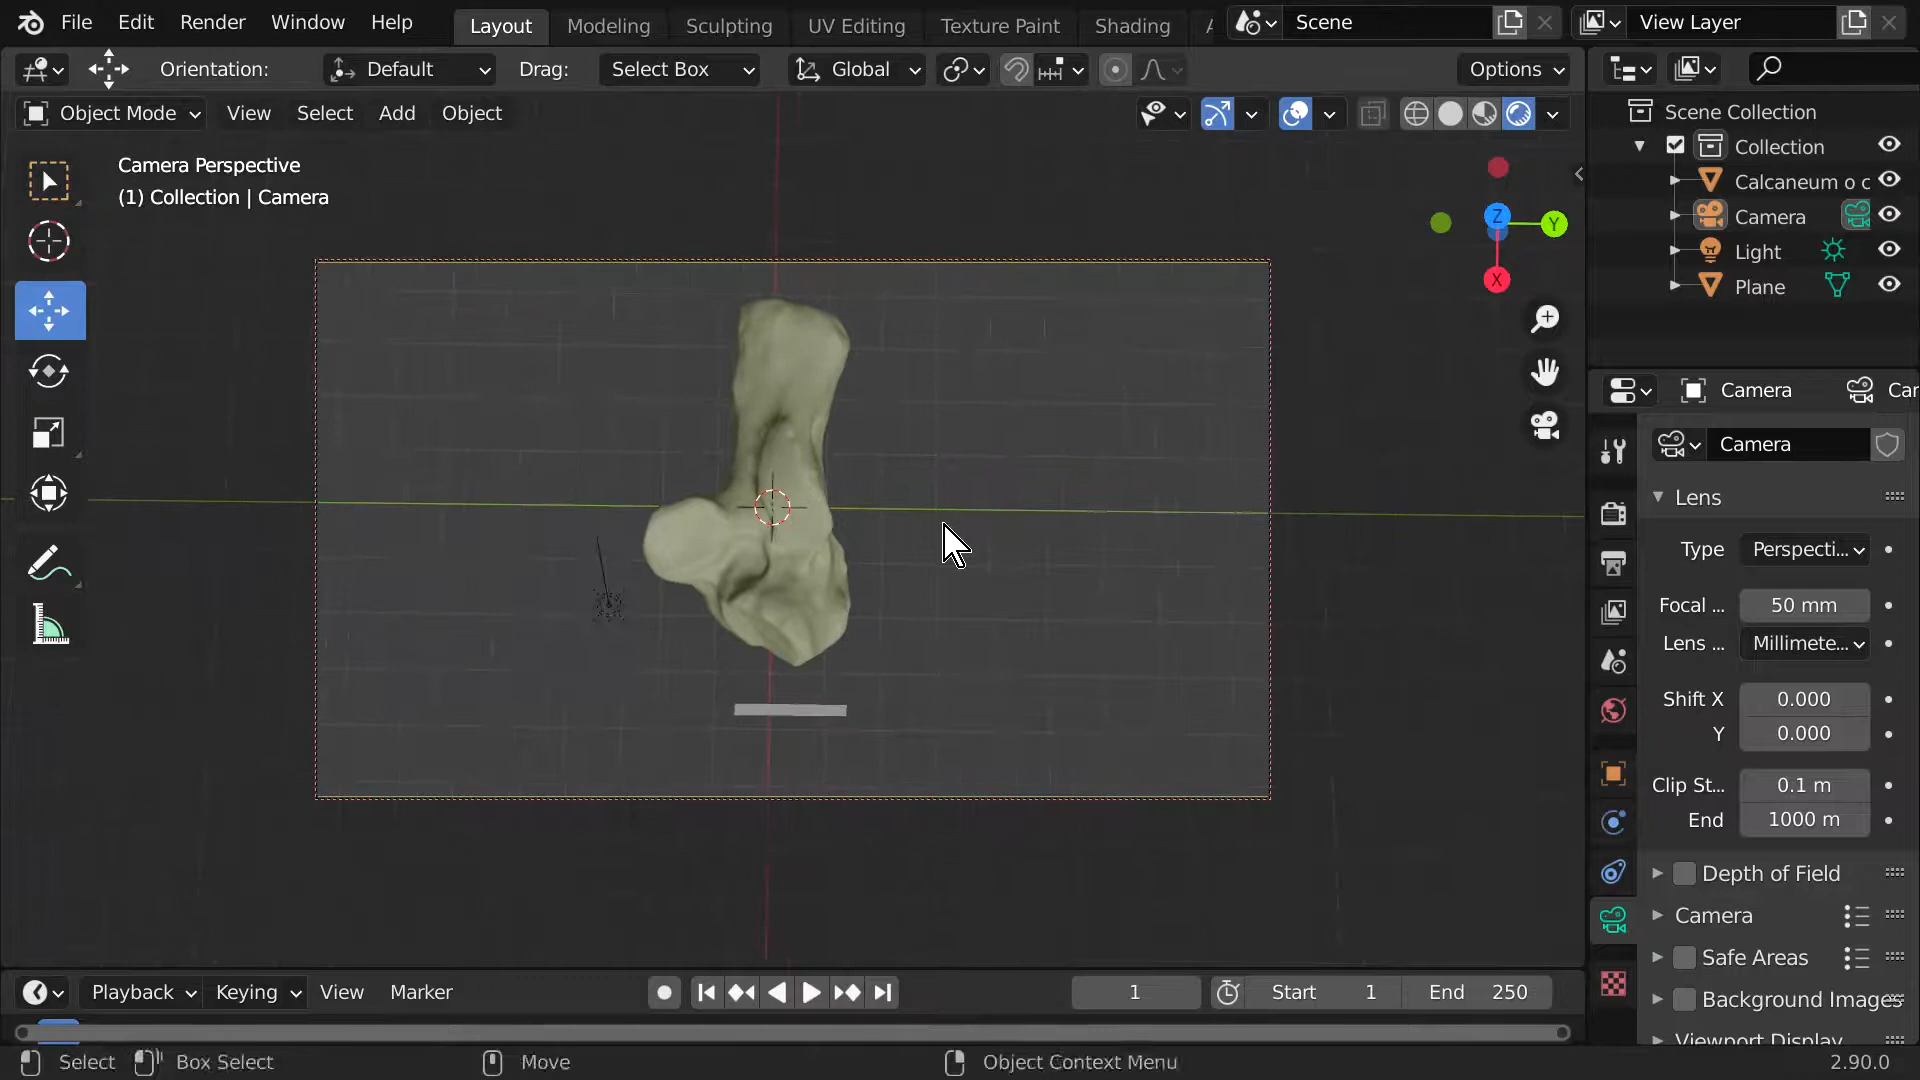 File Edit Render Window Help Layout Modeling Sculpting UV Editing Texture Paint Shading Scene View Layer
Orientation: Default Drag: Select Box Global Options
Object Mode View Select Add Object
Camera Perspective
(1) Collection | Camera
Z Y X
Scene Collection
Collection
Calcaneum o c
Camera
Light
Plane
Camera Car
Camera
Lens
Type Perspecti...
Focal ... 50 mm
Lens ... Millimete...
Shift X 0.000
Y 0.000
Clip St... 0.1 m
End 1000 m
Depth of Field
Camera
Safe Areas
Background Images
Viewport Display
Playback Keying View Marker 1 Start 1 End 250
Select Box Select Move Object Context Menu 2.90.0